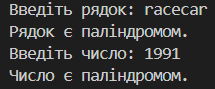 Введіть рядок: racecar
Рядок є паліндромом.
Введіть число: 1991
Число є паліндромом.